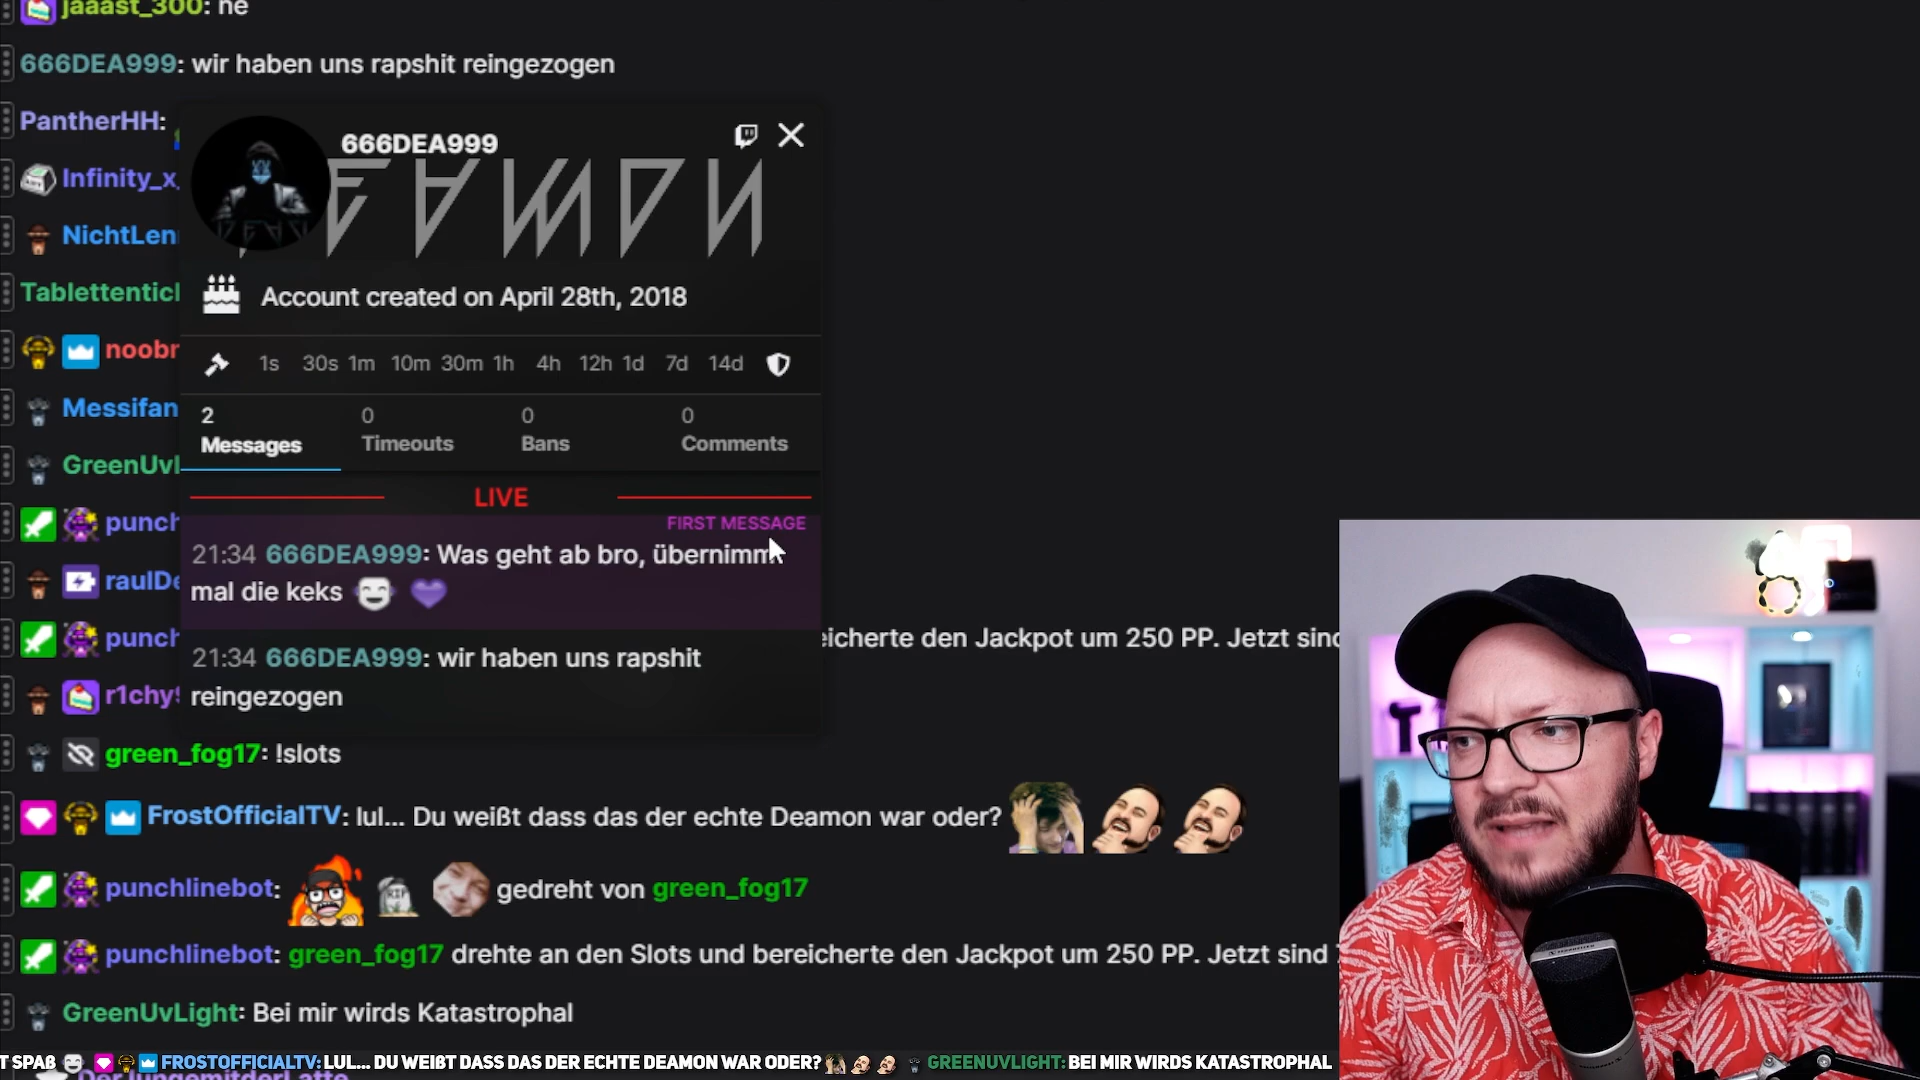 jaaast_300: ne
666DEA999: wir haben uns rapshit reingezogen
PantherHH:
666DEA999
Infinity_x
NichtLen
Account created on April 28th, 2018
noobr
1s 30s 1m 10m 30m 1h 4h 12h 1d 7d 14d
Messifan
2 Messages
0 Timeouts
0 Bans
0 Comments
GreenUvL
LIVE
punch
FIRST MESSAGE
21:34 666DEA999: Was geht ab bro, übernimm
mal die keks
raulDe
punch
eicherte den Jackpot um 250 PP. Jetzt sind
21:34 666DEA999: wir haben uns rapshit
reingezogen
r1chy
green_fog17: !slots
FrostOfficialTV: lul... Du weißt dass das der echte Deamon war oder?
punchlinebot: RIP gedreht von green_fog17
punchlinebot: green_fog17 drehte an den Slots und bereicherte den Jackpot um 250 PP. Jetzt sind
GreenUvLight: Bei mir wirds Katastrophal
T SPAß FROSTOFFICIALTV: LUL... DU WEIßT DASS DAS DER ECHTE DEAMON WAR ODER? GREENUVLIGHT: BEI MIR WIRDS KATASTROPHAL